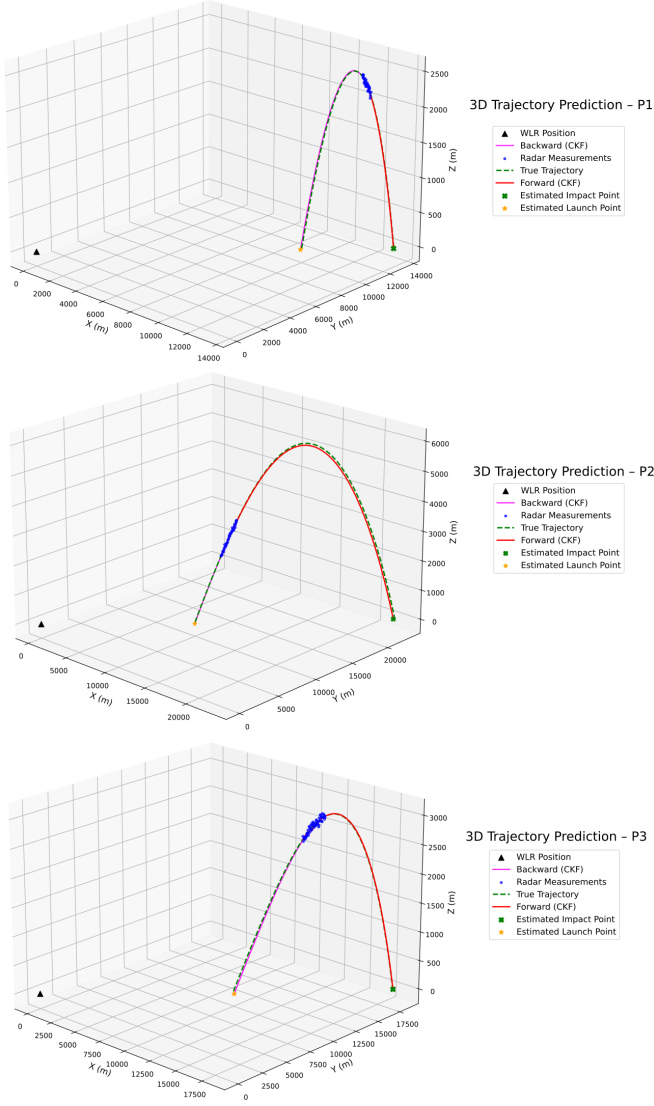 3D Trajectory Prediction – P1
WLR Position
Backward (CKF)
Radar Measurements
True Trajectory
Forward (CKF)
Estimated Impact Point
Estimated Launch Point
2500
2000
1500
1000
500
0
Z (m)
0
2000
4000
6000
8000
10000
12000
14000
X (m)
0
2000
4000
6000
8000
10000
12000
14000
Y (m)
3D Trajectory Prediction – P2
WLR Position
Backward (CKF)
Radar Measurements
True Trajectory
Forward (CKF)
Estimated Impact Point
Estimated Launch Point
6000
5000
4000
3000
2000
1000
0
Z (m)
0
5000
10000
15000
20000
X (m)
0
5000
10000
15000
20000
Y (m)
3D Trajectory Prediction – P3
WLR Position
Backward (CKF)
Radar Measurements
True Trajectory
Forward (CKF)
Estimated Impact Point
Estimated Launch Point
3000
2500
2000
1500
1000
500
0
Z (m)
0
2500
5000
7500
10000
12500
15000
17500
X (m)
0
2500
5000
7500
10000
12500
15000
17500
Y (m)